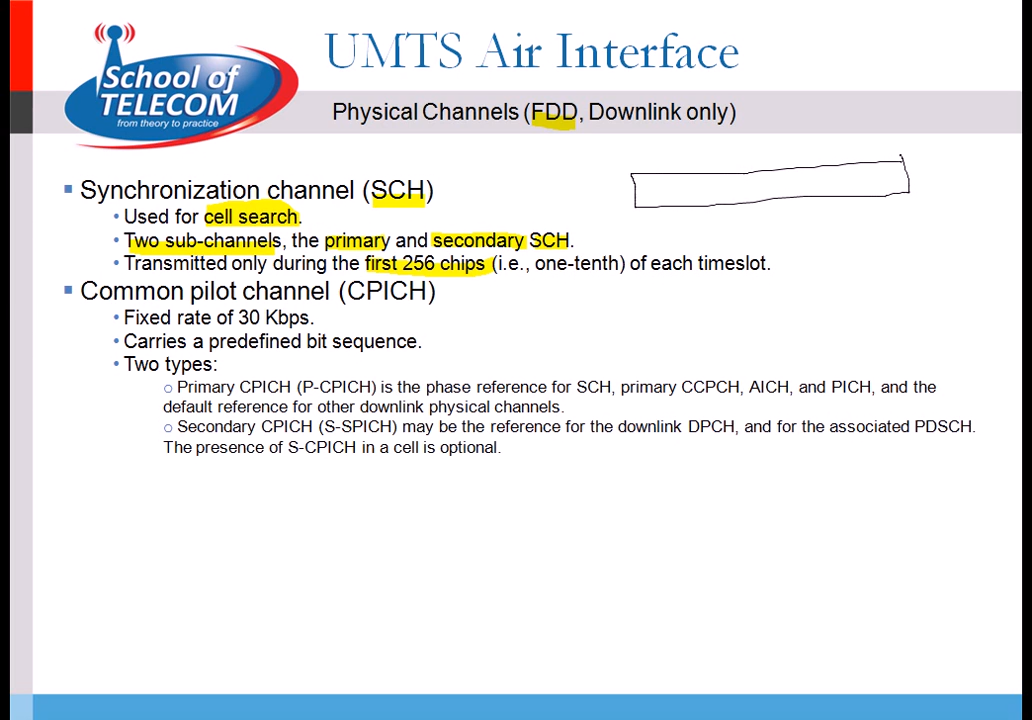 School of
TELECOM
from theory to practice
UMTS Air Interface
Physical Channels (FDD, Downlink only)
▪ Synchronization channel (SCH)
• Used for cell search.
• Two sub-channels, the primary and secondary SCH.
• Transmitted only during the first 256 chips (i.e., one-tenth) of each timeslot.
▪ Common pilot channel (CPICH)
• Fixed rate of 30 Kbps.
• Carries a predefined bit sequence.
• Two types:
○ Primary CPICH (P-CPICH) is the phase reference for SCH, primary CCPCH, AICH, and PICH, and the
default reference for other downlink physical channels.
○ Secondary CPICH (S-SPICH) may be the reference for the downlink DPCH, and for the associated PDSCH.
The presence of S-CPICH in a cell is optional.